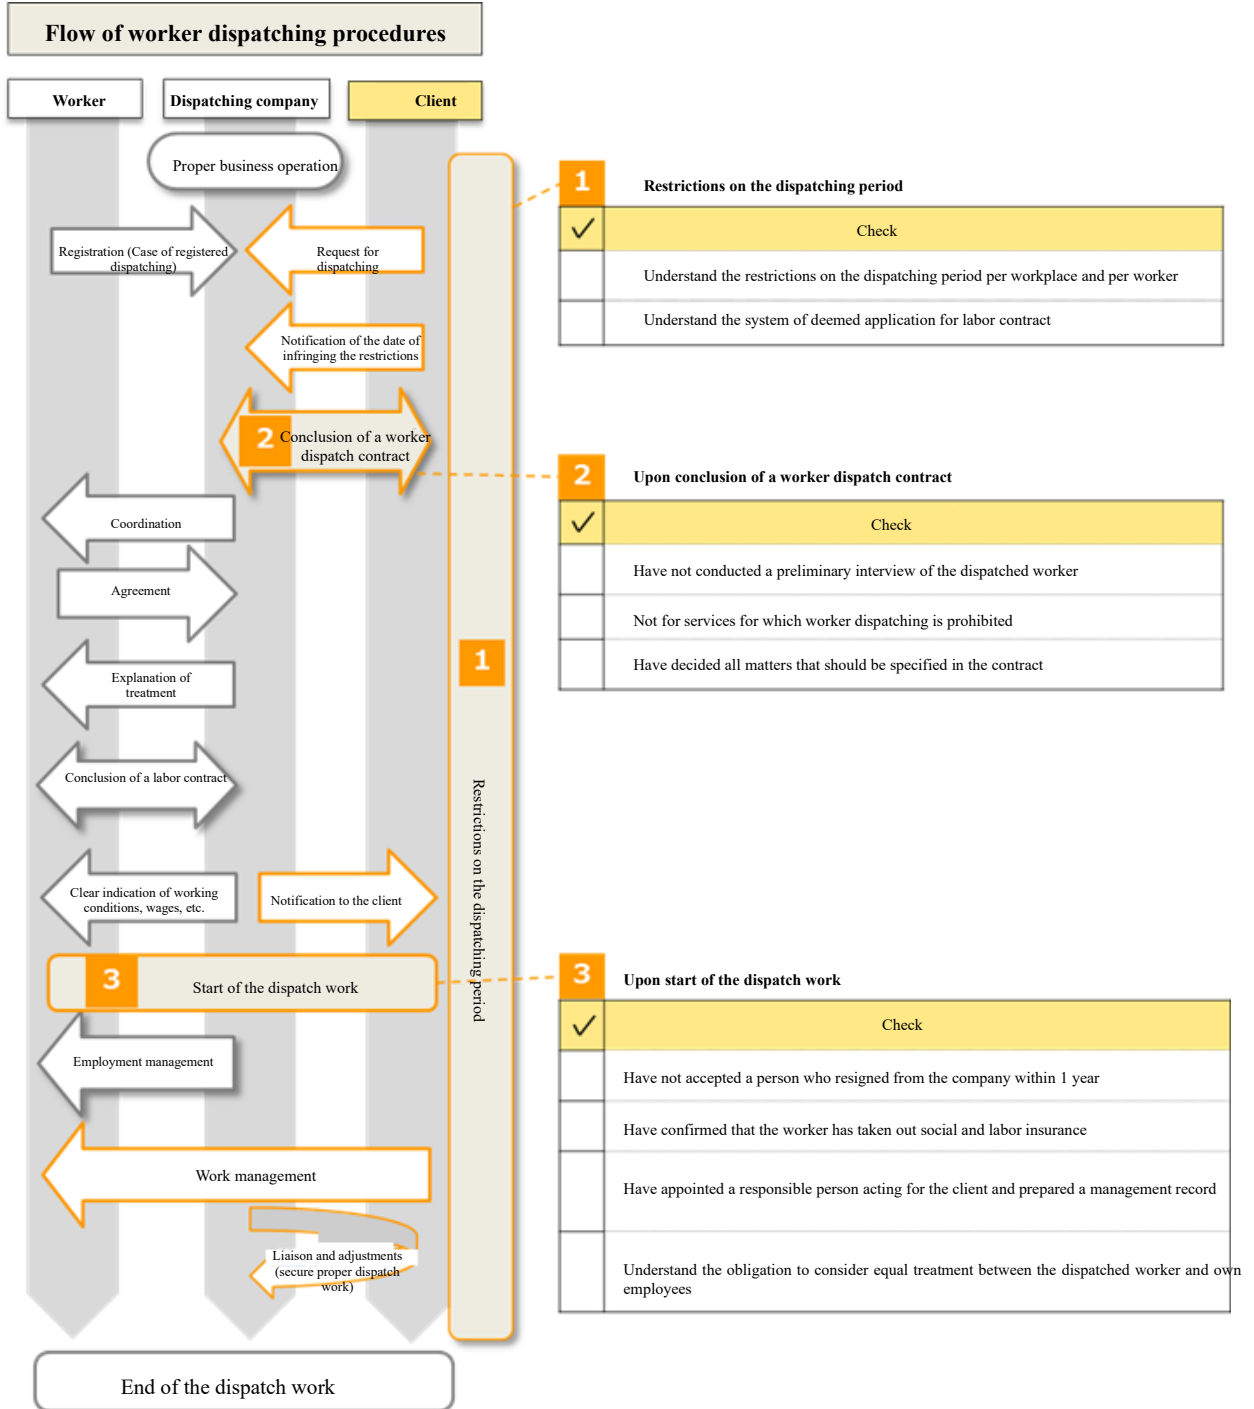 Flow of worker dispatching procedures
Worker
Dispatching company
Client
Proper business operation
Registration (Case of registered
dispatching)
Request for
dispatching
Notification of the date of
infringing the restrictions
2
Conclusion of a worker
dispatch contract
Coordination
Agreement
Explanation of
treatment
Conclusion of a labor contract
Clear indication of working
conditions, wages, etc.
Notification to the client
3
Start of the dispatch work
Employment management
Work management
Liaison and adjustments
(secure proper dispatch
work)
End of the dispatch work
1
Restrictions on the dispatching period
1
Restrictions on the dispatching period
✓
Check
Understand the restrictions on the dispatching period per workplace and per worker
Understand the system of deemed application for labor contract
2
Upon conclusion of a worker dispatch contract
✓
Check
Have not conducted a preliminary interview of the dispatched worker
Not for services for which worker dispatching is prohibited
Have decided all matters that should be specified in the contract
3
Upon start of the dispatch work
✓
Check
Have not accepted a person who resigned from the company within 1 year
Have confirmed that the worker has taken out social and labor insurance
Have appointed a responsible person acting for the client and prepared a management record
Understand the obligation to consider equal treatment between the dispatched worker and own
employees